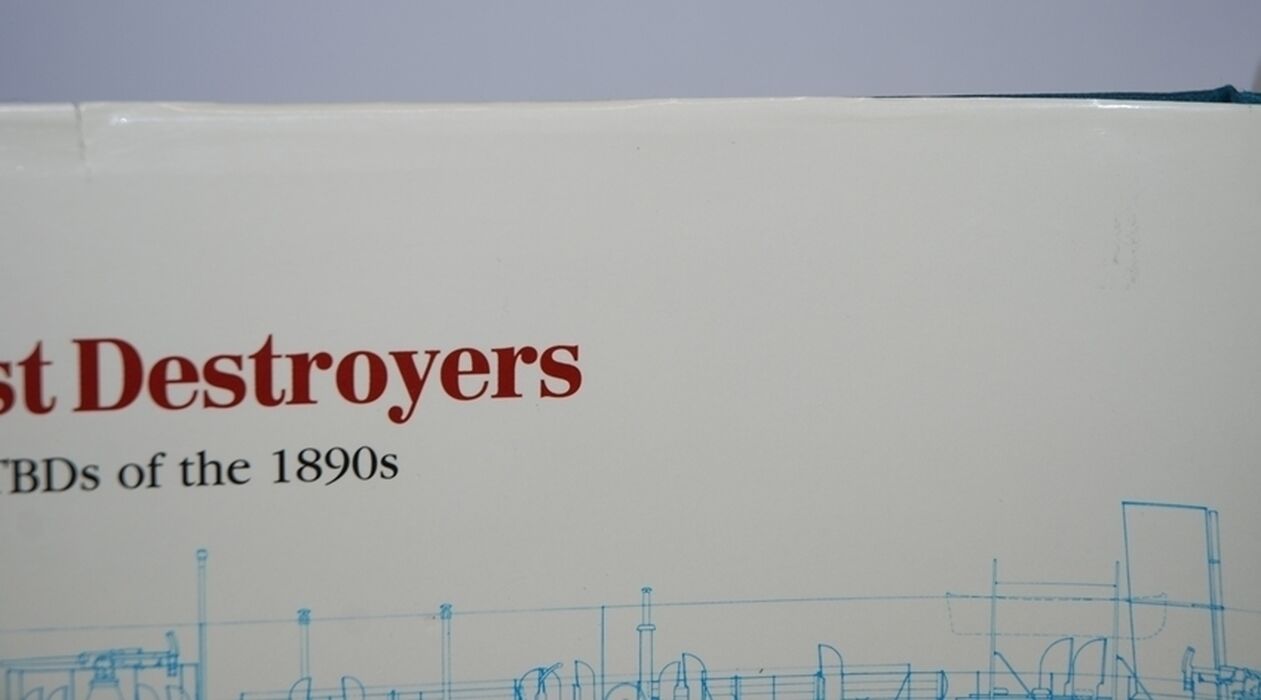 st Destroyers
TBDs of the 1890s